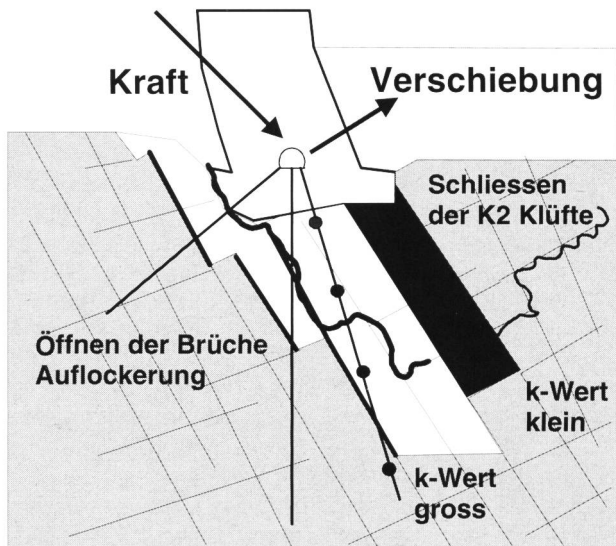 Kraft
Verschiebung
Schliessen
der K2 Klüfte
Öffnen der Brüche
Auflockerung
k-Wert
klein
k-Wert
gross